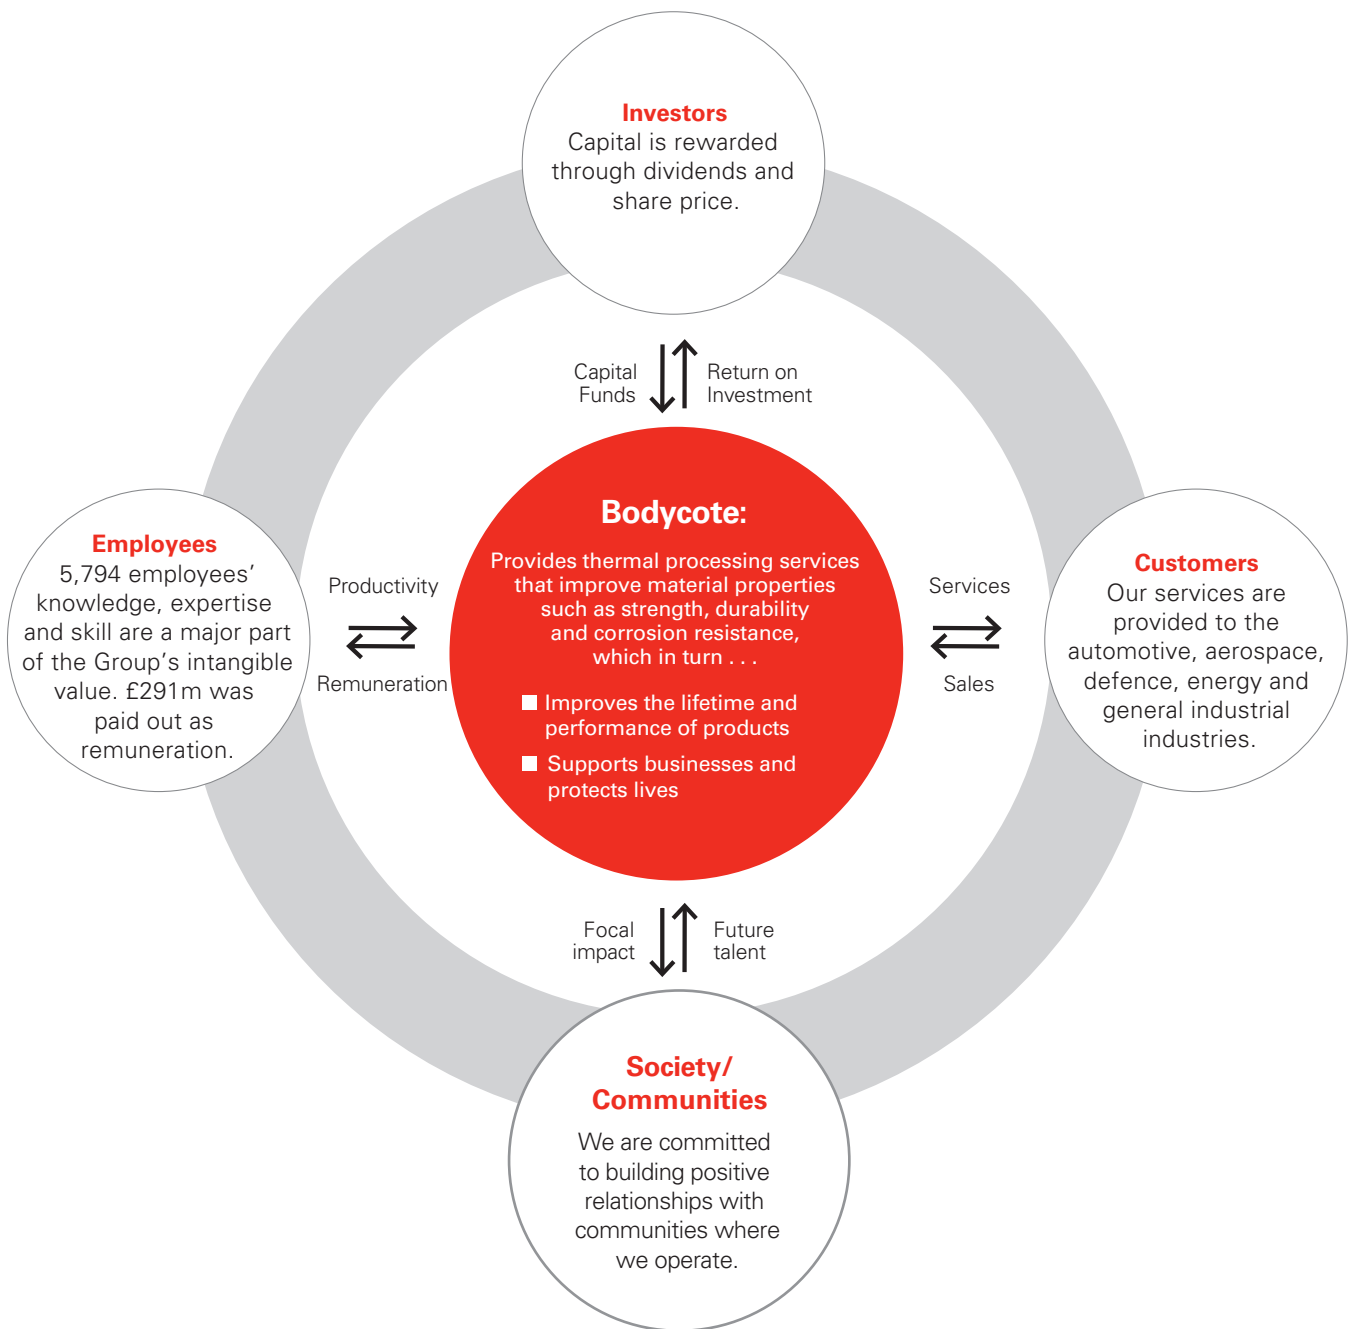 Investors
Capital is rewarded
through dividends and
share price.
Capital
Funds
Return on
Investment
Employees
5,794 employees’
knowledge, expertise
and skill are a major part
of the Group’s intangible
value. £291m was
paid out as
remuneration.
Productivity
Remuneration
Bodycote:
Provides thermal processing services
that improve material properties
such as strength, durability
and corrosion resistance,
which in turn . . .
Improves the lifetime and
performance of products
Supports businesses and
protects lives
Services
Sales
Customers
Our services are
provided to the
automotive, aerospace,
defence, energy and
general industrial
industries.
Focal
impact
Future
talent
Society/
Communities
We are committed
to building positive
relationships with
communities where
we operate.